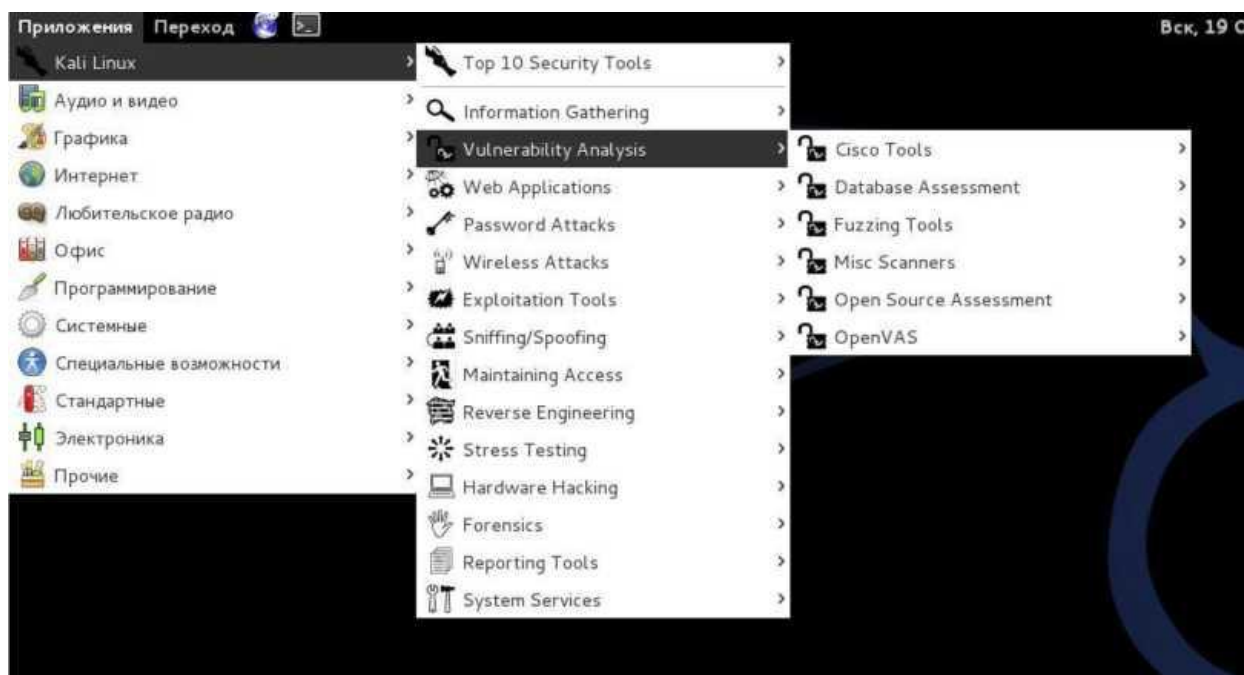 Приложения Переход
Вск, 19
Kali Linux
Аудио и видео
Графика
Интернет
Любительское радио
Офис
Программирование
Системные
Специальные возможности
Стандартные
Электроника
Прочие
Top 10 Security Tools
Information Gathering
Vulnerability Analysis
Web Applications
Password Attacks
Wireless Attacks
Exploitation Tools
Sniffing/Spoofing
Maintaining Access
Reverse Engineering
Stress Testing
Hardware Hacking
Forensics
Reporting Tools
System Services
Cisco Tools
Database Assessment
Fuzzing Tools
Misc Scanners
Open Source Assessment
OpenVAS